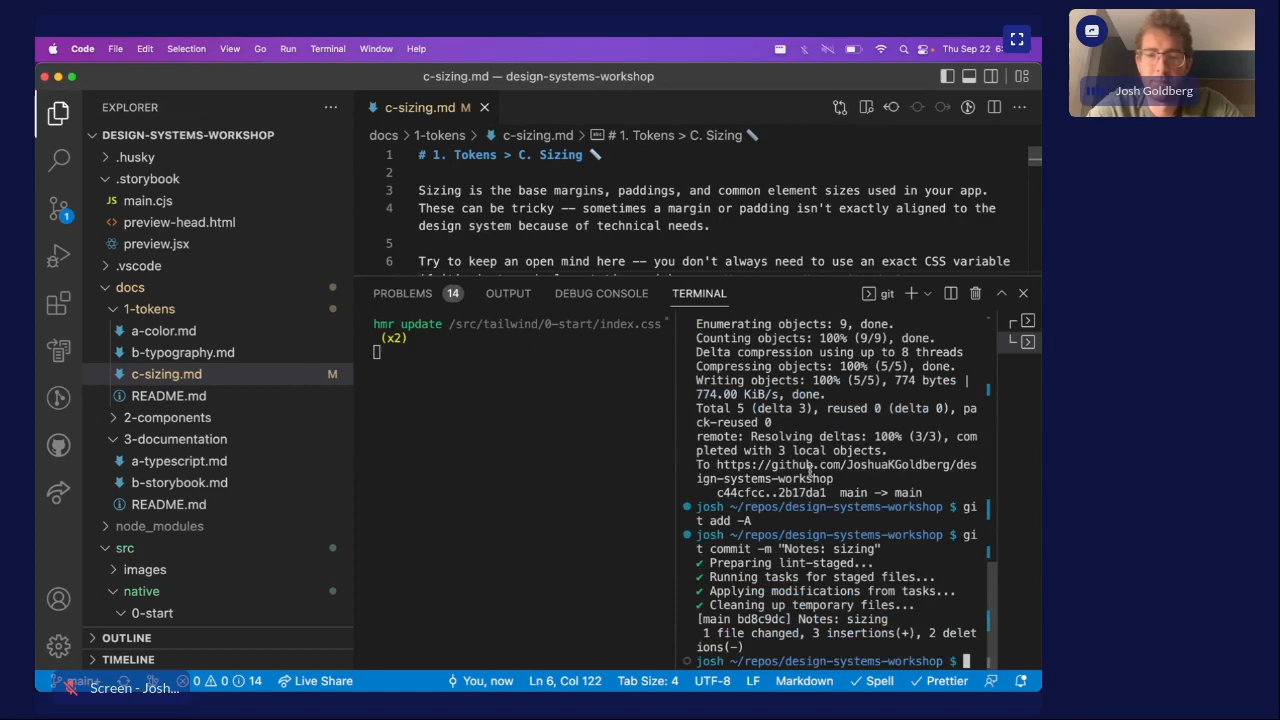 Code File Edit Selection View Go Run Terminal Window Help
Thu Sep 22 6:
c-sizing.md — design-systems-workshop
Josh Goldberg
EXPLORER
DESIGN-SYSTEMS-WORKSHOP
.husky
.storybook
main.cjs
preview-head.html
preview.jsx
.vscode
docs
1-tokens
a-color.md
b-typography.md
c-sizing.md M
README.md
2-components
3-documentation
a-typescript.md
b-storybook.md
README.md
node_modules
src
images
native
0-start
OUTLINE
TIMELINE
1
c-sizing.md M
docs > 1-tokens > c-sizing.md > # 1. Tokens > C. Sizing 📏
1 # 1. Tokens > C. Sizing 📏
2
3 Sizing is the base margins, paddings, and common element sizes used in your app.
4 These can be tricky -- sometimes a margin or padding isn't exactly aligned to the
design system because of technical needs.
5
6 Try to keep an open mind here -- you don't always need to use an exact CSS variable
PROBLEMS 14 OUTPUT DEBUG CONSOLE TERMINAL
git
hmr update /src/tailwind/0-start/index.css
(x2)
Enumerating objects: 9, done.
Counting objects: 100% (9/9), done.
Delta compression using up to 8 threads
Compressing objects: 100% (5/5), done.
Writing objects: 100% (5/5), 774 bytes |
774.00 KiB/s, done.
Total 5 (delta 3), reused 0 (delta 0), pa
ck-reused 0
remote: Resolving deltas: 100% (3/3), com
pleted with 3 local objects.
To https://github.com/JoshuaKGoldberg/des
ign-systems-workshop
c44cfcc..2b17da1 main -> main
josh ~/repos/design-systems-workshop $ gi
t add -A
josh ~/repos/design-systems-workshop $ gi
t commit -m "Notes: sizing"
✔ Preparing lint-staged...
✔ Running tasks for staged files...
✔ Applying modifications from tasks...
✔ Cleaning up temporary files...
[main bd8c9dc] Notes: sizing
1 file changed, 3 insertions(+), 2 delet
ions(-)
josh ~/repos/design-systems-workshop $
main+ 0 0 14 Live Share
You, now Ln 6, Col 122 Tab Size: 4 UTF-8 LF Markdown Spell Prettier
Screen - Josh...